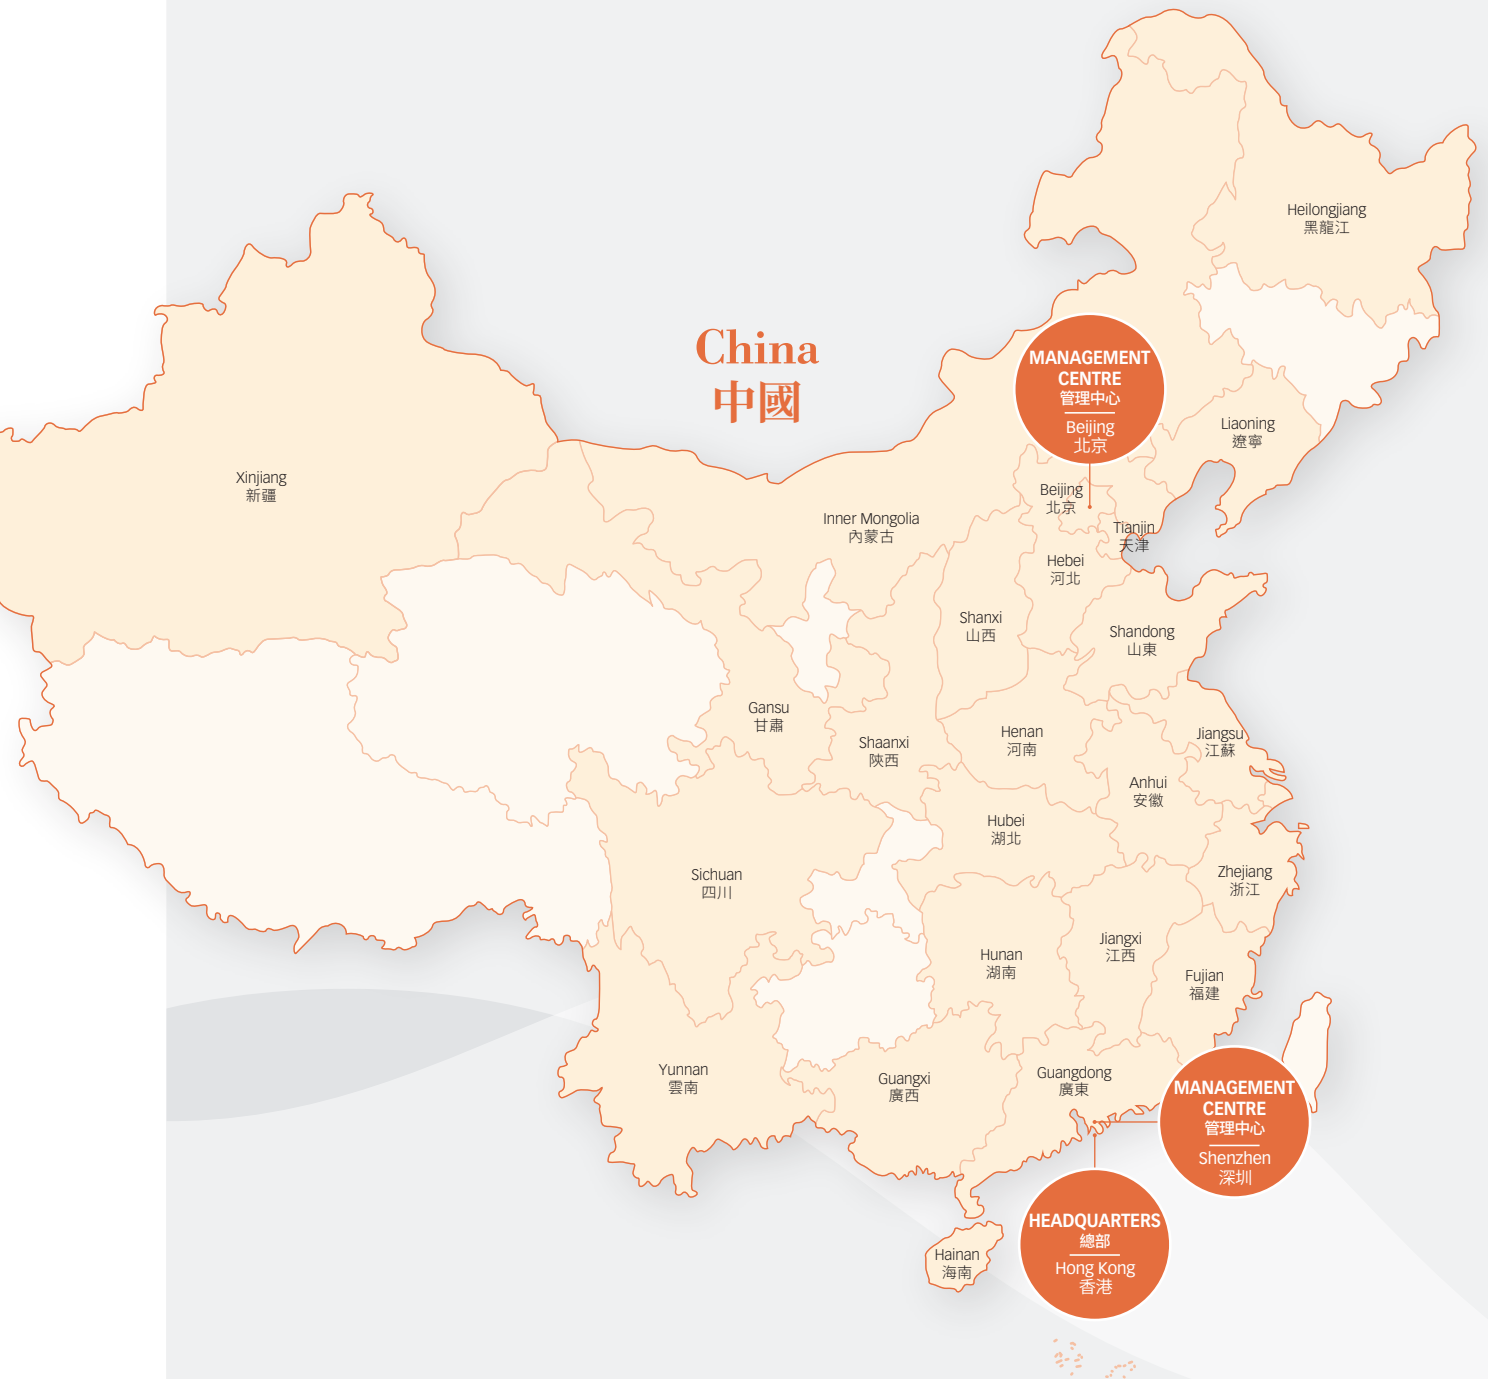 Heilongjiang
黑龍江
China
中國
MANAGEMENT
CENTRE
管理中心
Beijing
北京
Liaoning
遼寧
Xinjiang
新疆
Beijing
北京
Inner Mongolia
內蒙古
Tianjin
天津
Hebei
河北
Shanxi
山西
Shandong
山東
Gansu
甘肅
Shaanxi
陝西
Henan
河南
Jiangsu
江蘇
Anhui
安徽
Hubei
湖北
Sichuan
四川
Zhejiang
浙江
Jiangxi
江西
Hunan
湖南
Fujian
福建
Yunnan
雲南
Guangxi
廣西
Guangdong
廣東
MANAGEMENT
CENTRE
管理中心
Shenzhen
深圳
HEADQUARTERS
總部
Hong Kong
香港
Hainan
海南